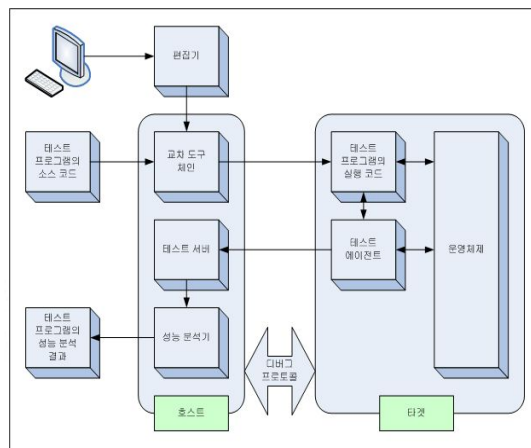 편집기
테스트
프로그램의
소스 코드
교차 도구
체인
테스트
프로그램의
실행 코드
운영체제
테스트 서버
테스트
에이전트
테스트
프로그램의
성능 분석
결과
성능 분석기
디버그
프로토콜
호스트
타겟